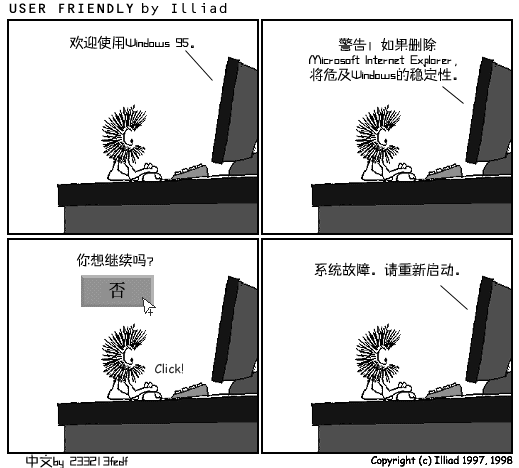 USER FRIENDLY by Illiad
欢迎使用Windows 95。
警告！如果删除
Microsoft Internet Explorer，
将危及Windows的稳定性。
你想继续吗?
否
Click!
系统故障。请重新启动。
中文by 233213fedf
Copyright (c) Illiad 1997, 1998